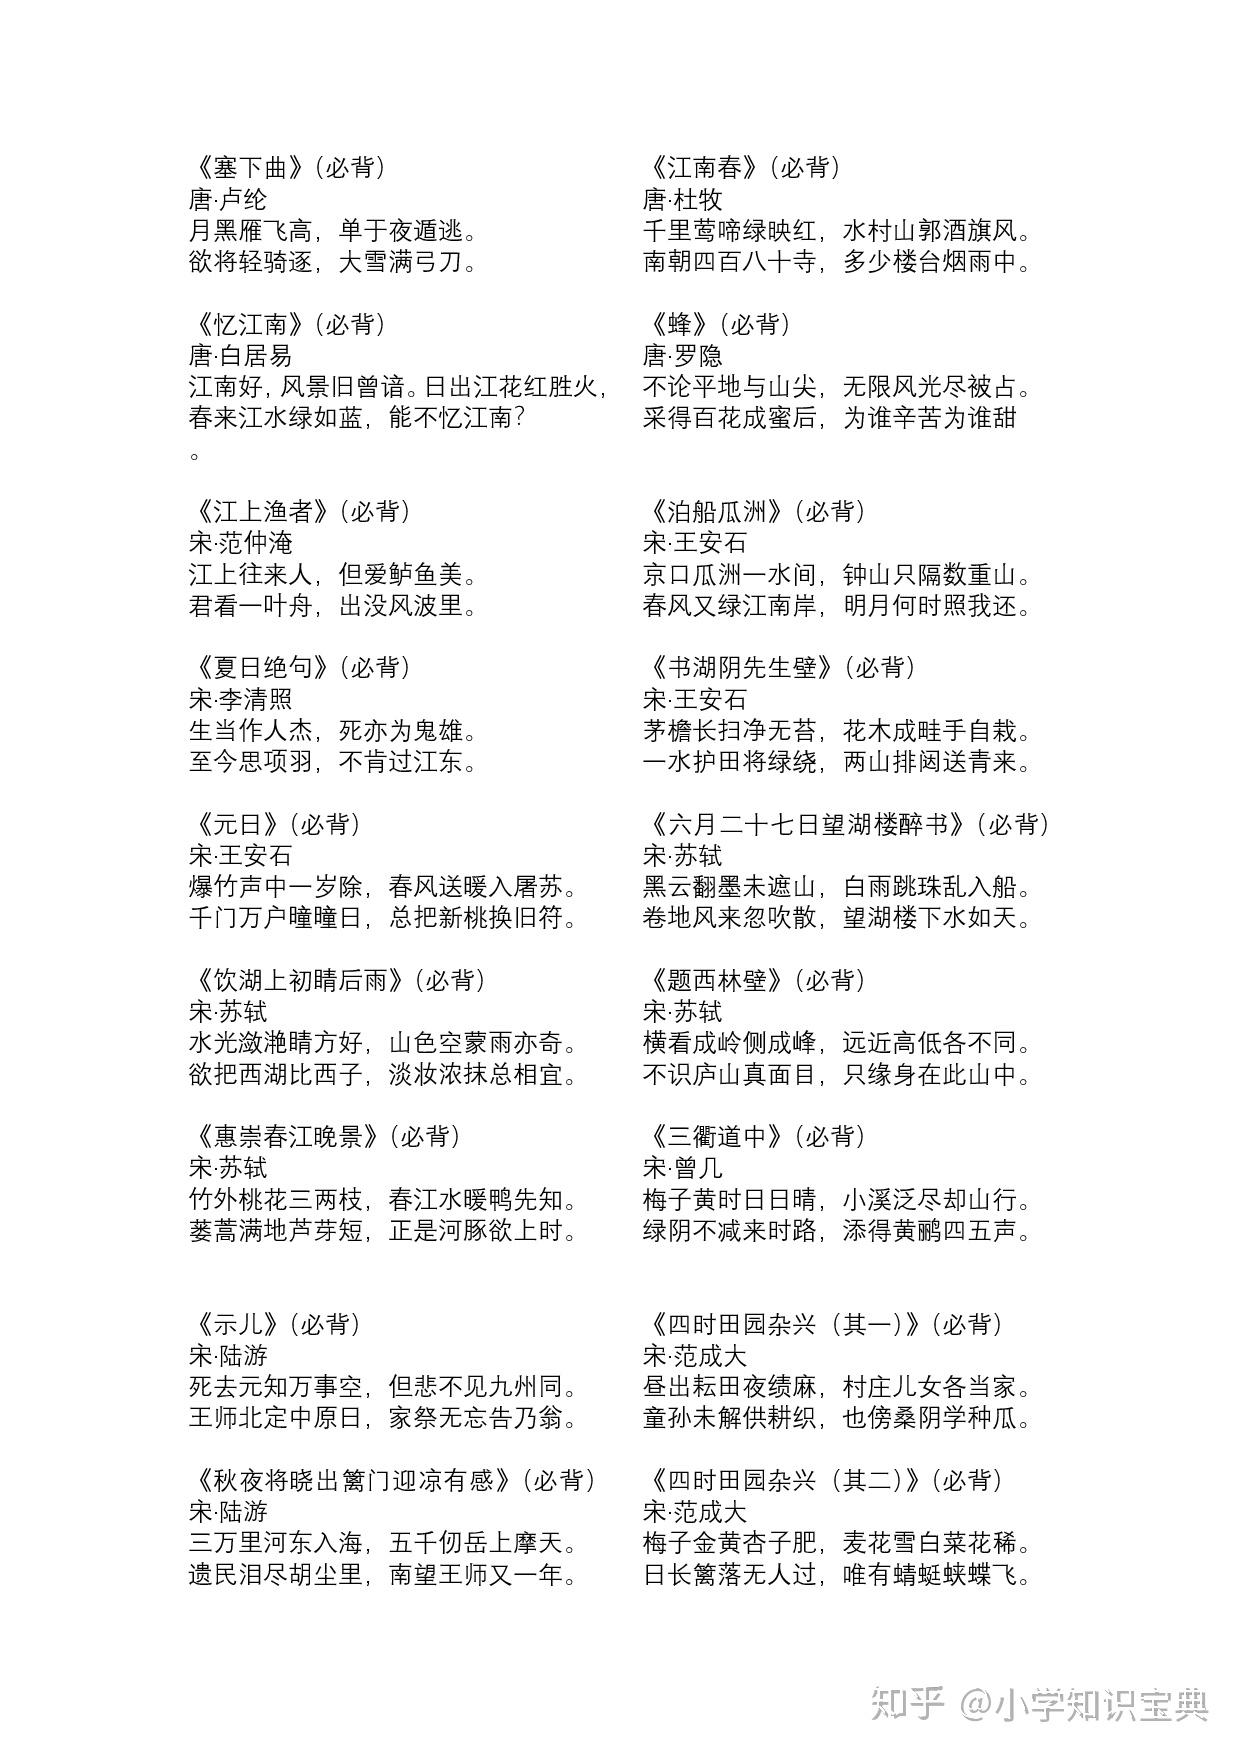 《塞下曲》（必背）
唐·卢纶
月黑雁飞高，单于夜遁逃。
欲将轻骑逐，大雪满弓刀。
《忆江南》（必背）
唐·白居易
江南好，风景旧曾谙。日出江花红胜火，
春来江水绿如蓝，能不忆江南？
。
《江上渔者》（必背）
宋·范仲淹
江上往来人，但爱鲈鱼美。
君看一叶舟，出没风波里。
《夏日绝句》（必背）
宋·李清照
生当作人杰，死亦为鬼雄。
至今思项羽，不肯过江东。
《元日》（必背）
宋·王安石
爆竹声中一岁除，春风送暖入屠苏。
千门万户曈曈日，总把新桃换旧符。
《饮湖上初晴后雨》（必背）
宋·苏轼
水光潋滟晴方好，山色空蒙雨亦奇。
欲把西湖比西子，淡妆浓抹总相宜。
《惠崇春江晚景》（必背）
宋·苏轼
竹外桃花三两枝，春江水暖鸭先知。
蒌蒿满地芦芽短，正是河豚欲上时。
《示儿》（必背）
宋·陆游
死去元知万事空，但悲不见九州同。
王师北定中原日，家祭无忘告乃翁。
《秋夜将晓出篱门迎凉有感》（必背）
宋·陆游
三万里河东入海，五千仞岳上摩天。
遗民泪尽胡尘里，南望王师又一年。
《江南春》（必背）
唐·杜牧
千里莺啼绿映红，水村山郭酒旗风。
南朝四百八十寺，多少楼台烟雨中。
《蜂》（必背）
唐·罗隐
不论平地与山尖，无限风光尽被占。
采得百花成蜜后，为谁辛苦为谁甜
《泊船瓜洲》（必背）
宋·王安石
京口瓜洲一水间，钟山只隔数重山。
春风又绿江南岸，明月何时照我还。
《书湖阴先生壁》（必背）
宋·王安石
茅檐长扫净无苔，花木成畦手自栽。
一水护田将绿绕，两山排闼送青来。
《六月二十七日望湖楼醉书》（必背）
宋·苏轼
黑云翻墨未遮山，白雨跳珠乱入船。
卷地风来忽吹散，望湖楼下水如天。
《题西林壁》（必背）
宋·苏轼
横看成岭侧成峰，远近高低各不同。
不识庐山真面目，只缘身在此山中。
《三衢道中》（必背）
宋·曾几
梅子黄时日日晴，小溪泛尽却山行。
绿阴不减来时路，添得黄鹂四五声。
《四时田园杂兴（其一）》（必背）
宋·范成大
昼出耘田夜绩麻，村庄儿女各当家。
童孙未解供耕织，也傍桑阴学种瓜。
《四时田园杂兴（其二）》（必背）
宋·范成大
梅子金黄杏子肥，麦花雪白菜花稀。
日长篱落无人过，唯有蜻蜓蛱蝶飞。
知乎 @小学知识宝典